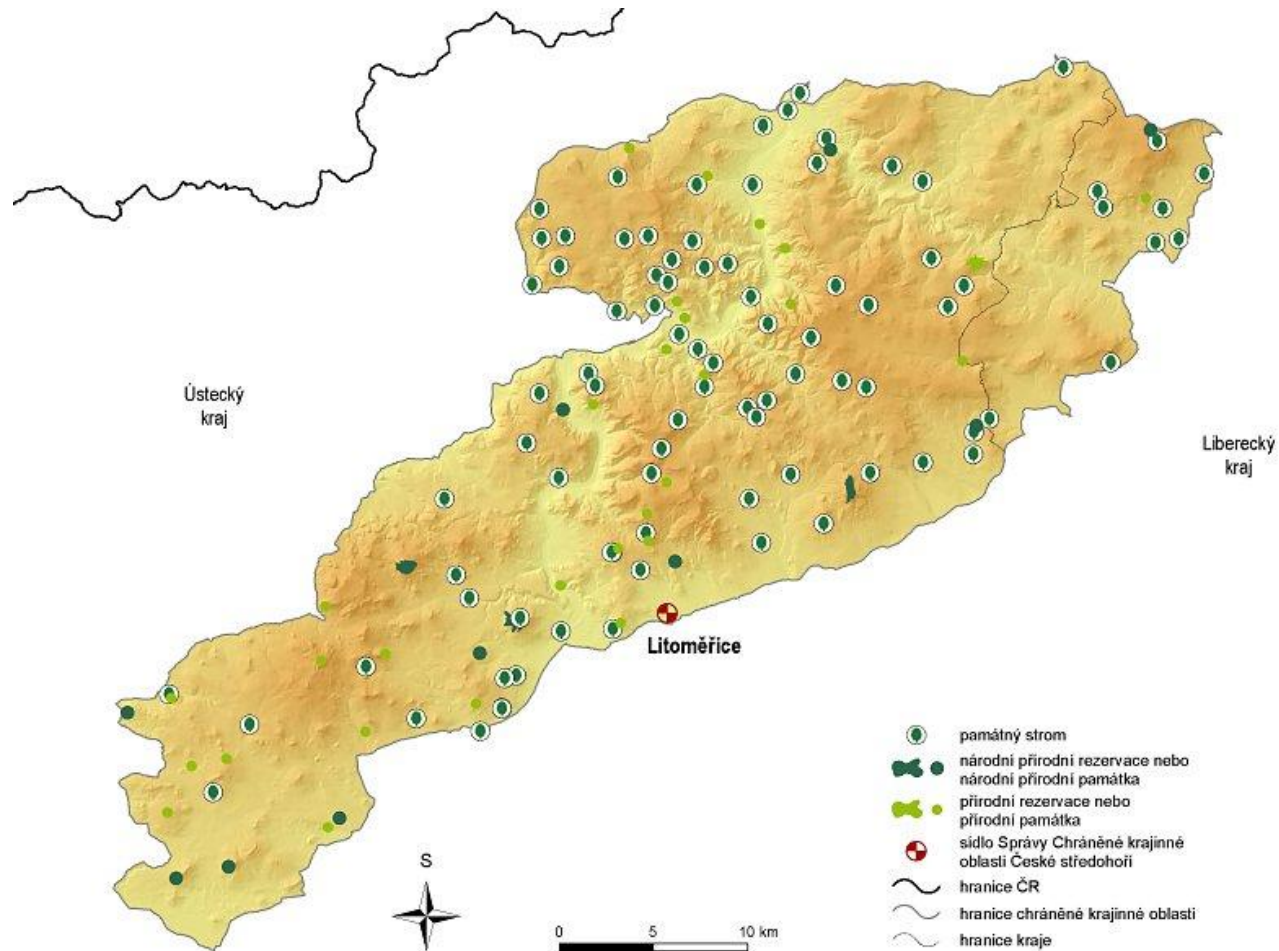 Ústecký
kraj
Liberecký
kraj
Litoměřice
památný strom
národní přírodní rezervace nebo
národní přírodní památka
přírodní rezervace nebo
přírodní památka
sídlo Správy Chráněné krajinné
oblasti České středohoří
hranice ČR
hranice chráněné krajinné oblasti
hranice kraje
S
0 5 10 km